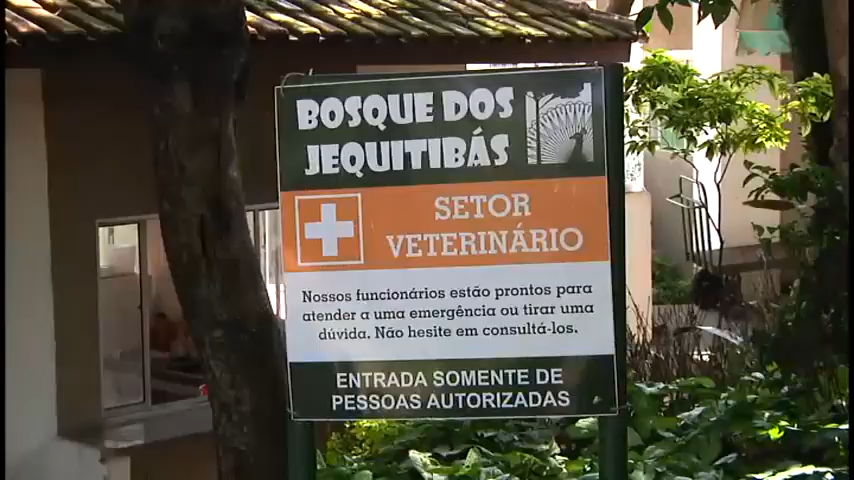 BOSQUE DOS
JEQUITIBÁS
SETOR
VETERINÁRIO
Nossos funcionários estão prontos para
atender a uma emergência ou tirar uma
dúvida. Não hesite em consultá-los.
ENTRADA SOMENTE DE
PESSOAS AUTORIZADAS